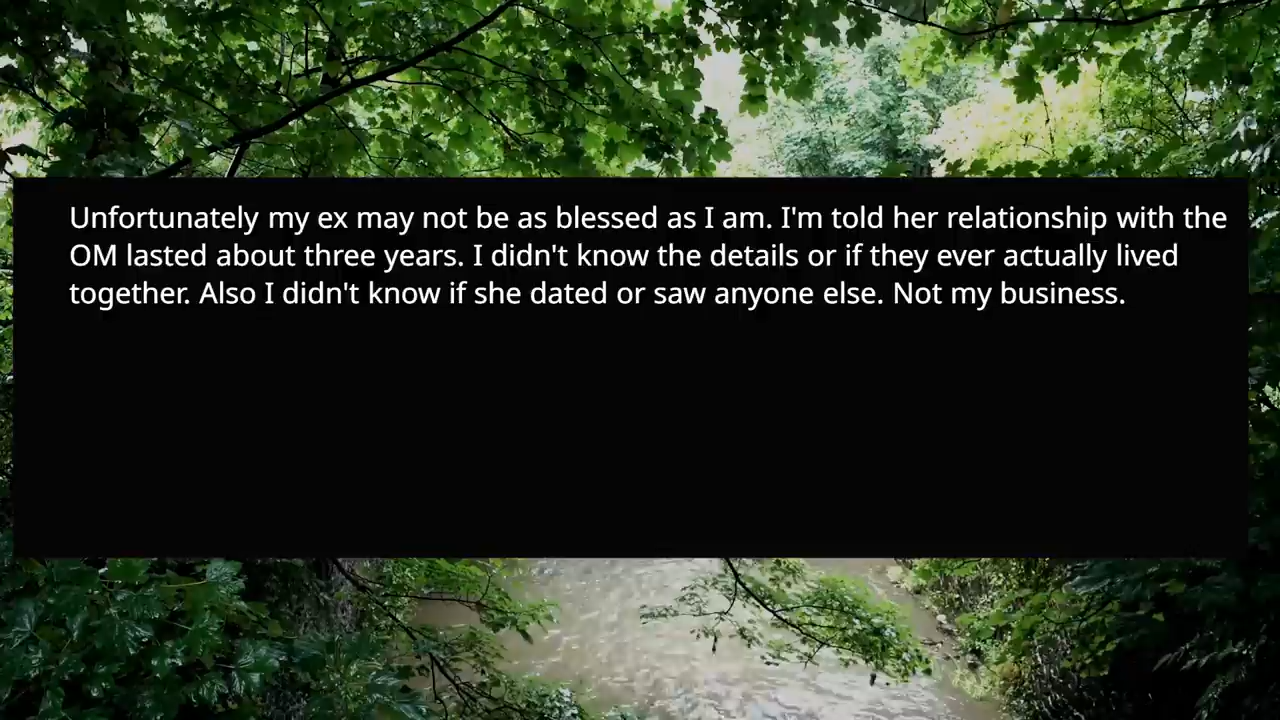 Unfortunately my ex may not be as blessed as I am. I'm told her relationship with the
OM lasted about three years. I didn't know the details or if they ever actually lived
together. Also I didn't know if she dated or saw anyone else. Not my business.